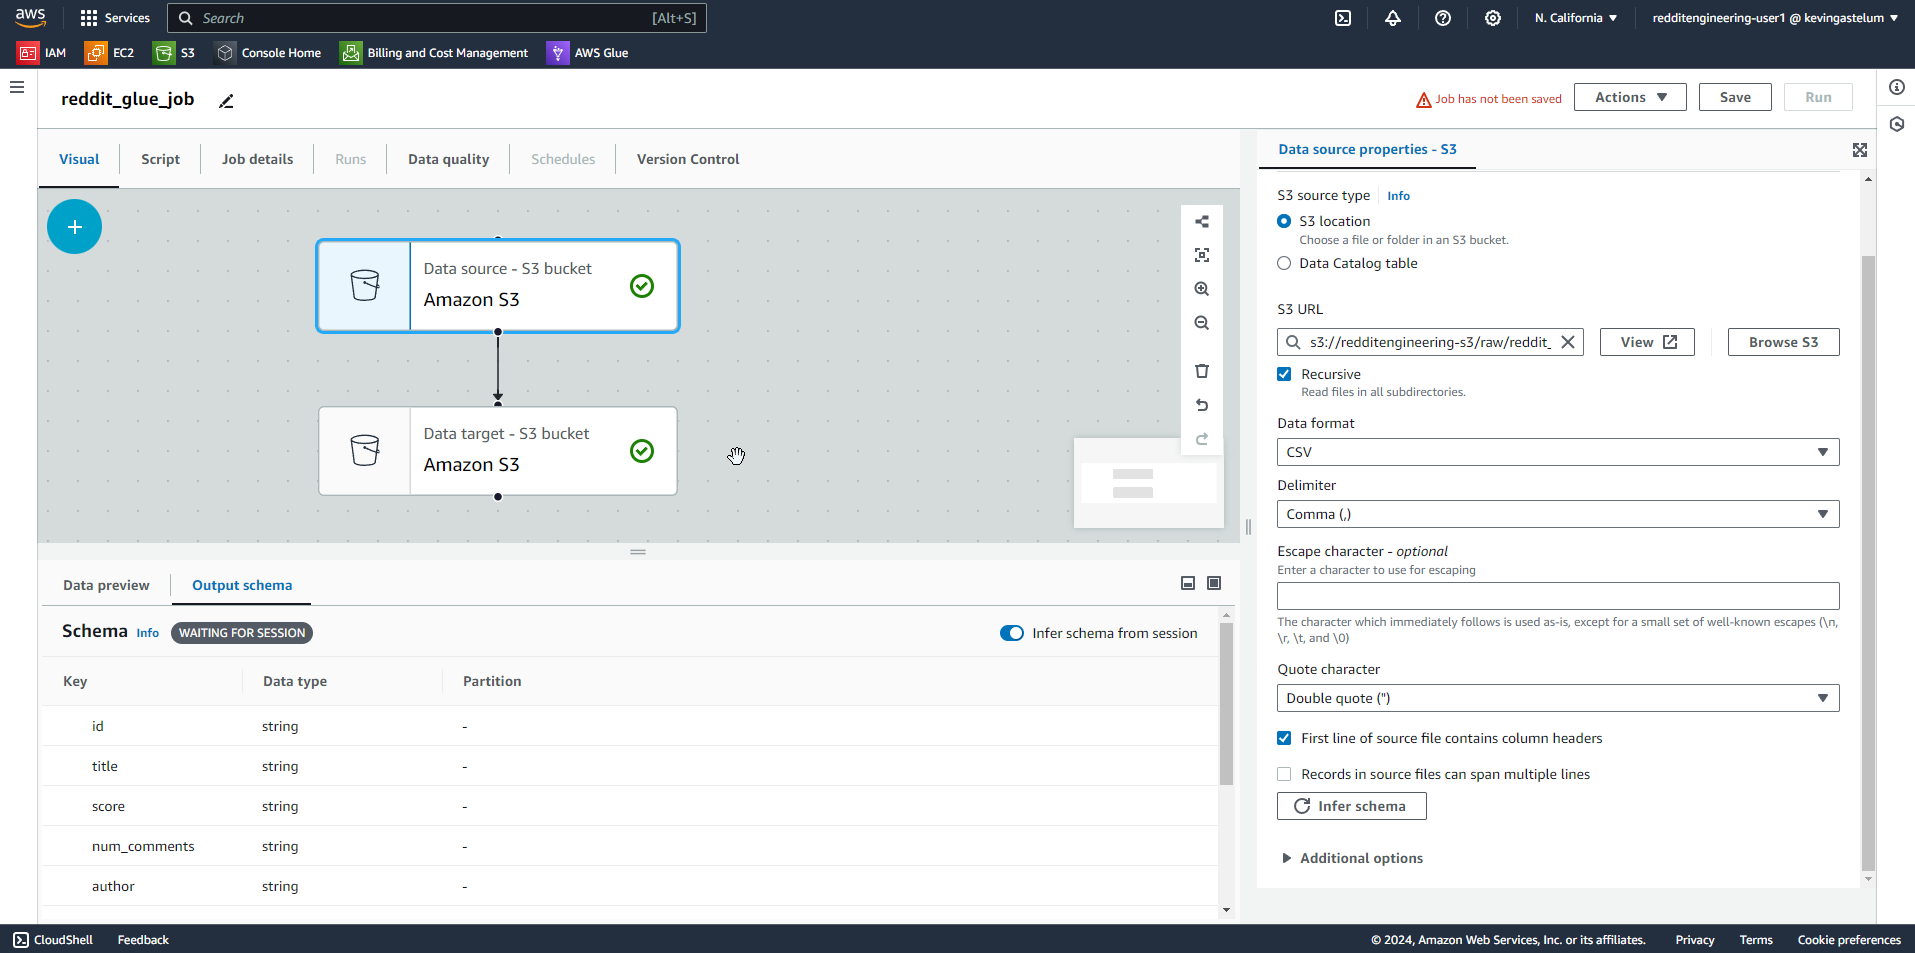 aws
Services
Search
[Alt+S]
N. California
redditengineering-user1 @ kevingastelum
IAM
EC2
S3
Console Home
Billing and Cost Management
AWS Glue
reddit_glue_job
Job has not been saved
Actions
Save
Run
Visual
Script
Job details
Runs
Data quality
Schedules
Version Control
Data source - S3 bucket
Amazon S3
Data target - S3 bucket
Amazon S3
Data preview
Output schema
Schema Info WAITING FOR SESSION
Infer schema from session
Key Data type Partition
id string -
title string -
score string -
num_comments string -
author string -
Data source properties - S3
S3 source type Info
S3 location
Choose a file or folder in an S3 bucket.
Data Catalog table
S3 URL
s3://redditengineering-s3/raw/reddit_
View
Browse S3
Recursive
Read files in all subdirectories.
Data format
CSV
Delimiter
Comma (,)
Escape character - optional
Enter a character to use for escaping
The character which immediately follows is used as-is, except for a small set of well-known escapes (\n,
\r, \t, and \0)
Quote character
Double quote (")
First line of source file contains column headers
Records in source files can span multiple lines
Infer schema
Additional options
CloudShell
Feedback
© 2024, Amazon Web Services, Inc. or its affiliates.
Privacy
Terms
Cookie preferences